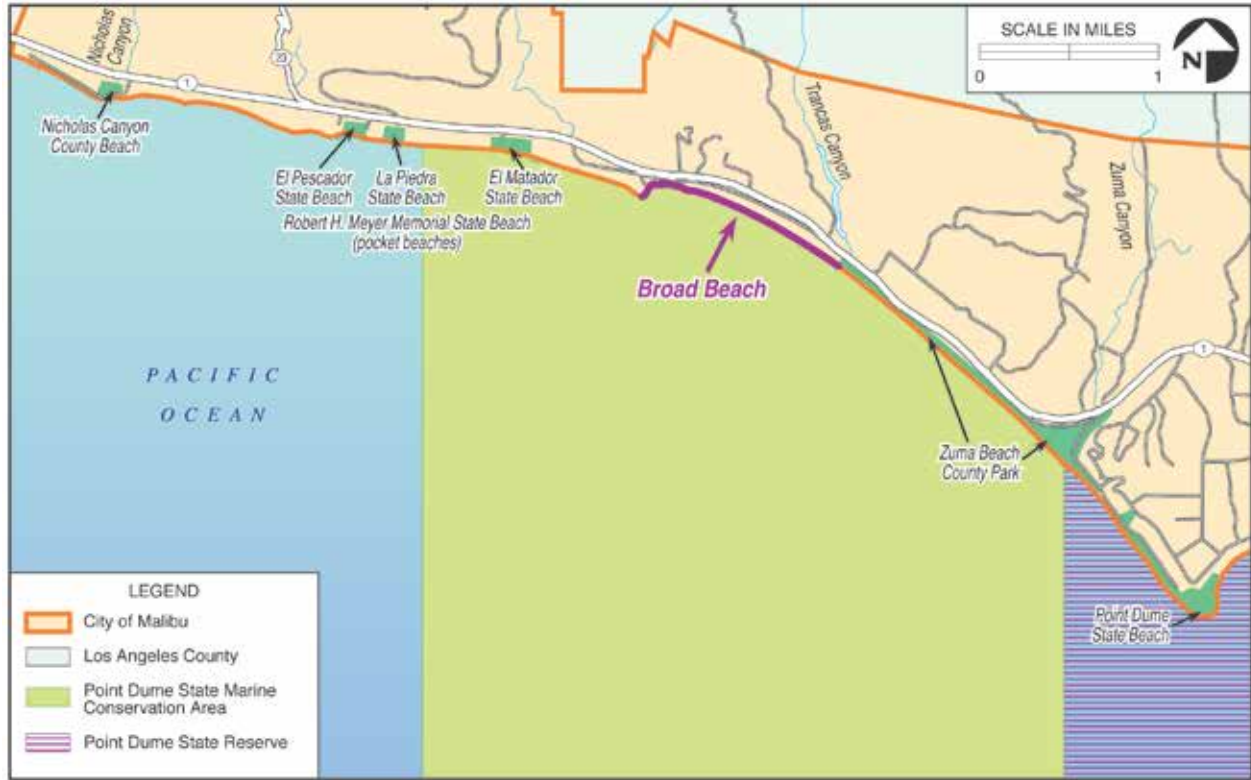 Nicholas
Canyon
23
SCALE IN MILES
0 1
N
1
Nicholas Canyon
County Beach
El Pescador
State Beach
La Piedra
State Beach
El Matador
State Beach
Robert H. Meyer Memorial State Beach
(pocket beaches)
Trancas Canyon
Zuma Canyon
Broad Beach
1
PACIFIC
OCEAN
Zuma Beach
County Park
Point Dume
State Beach
LEGEND
City of Malibu
Los Angeles County
Point Dume State Marine
Conservation Area
Point Dume State Reserve